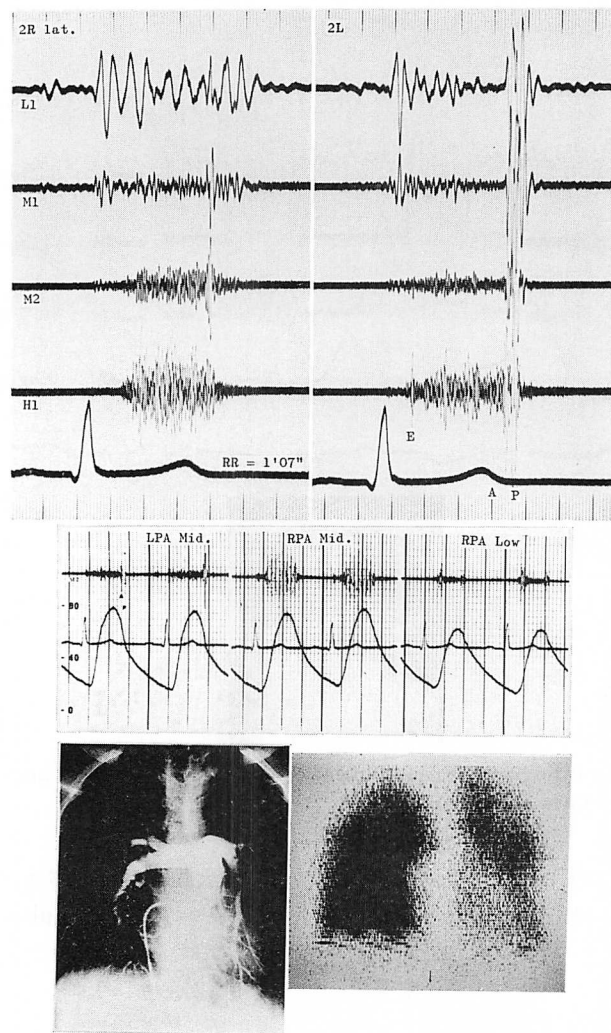 2R lat.
2L
L1
M1
M2
H1
E
RR = 1'07"
A P
LPA Mid. RPA Mid. RPA Low
A
P
- 80
- 40
- 0